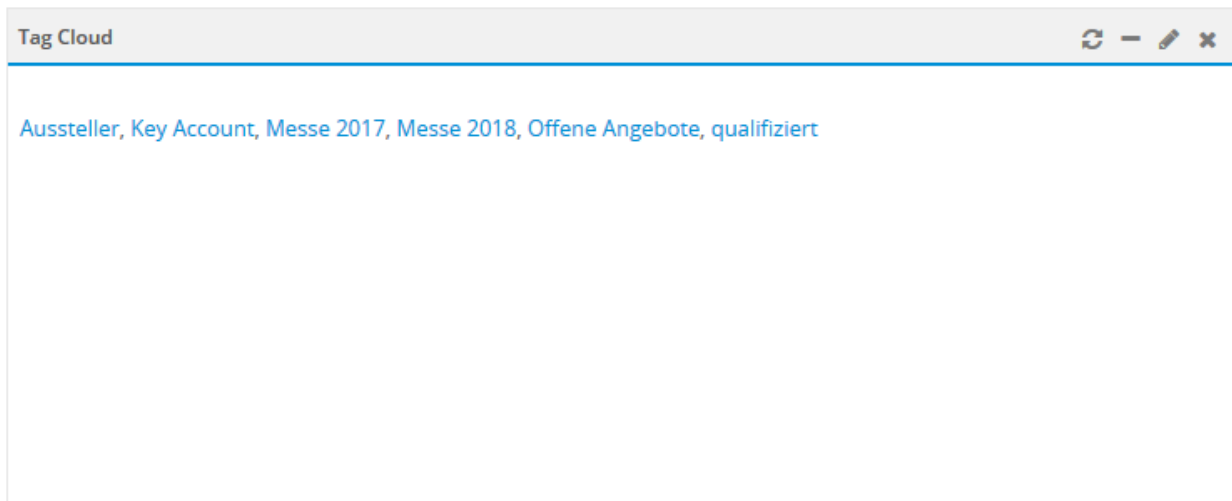 Tag Cloud
Aussteller, Key Account, Messe 2017, Messe 2018, Offene Angebote, qualifiziert